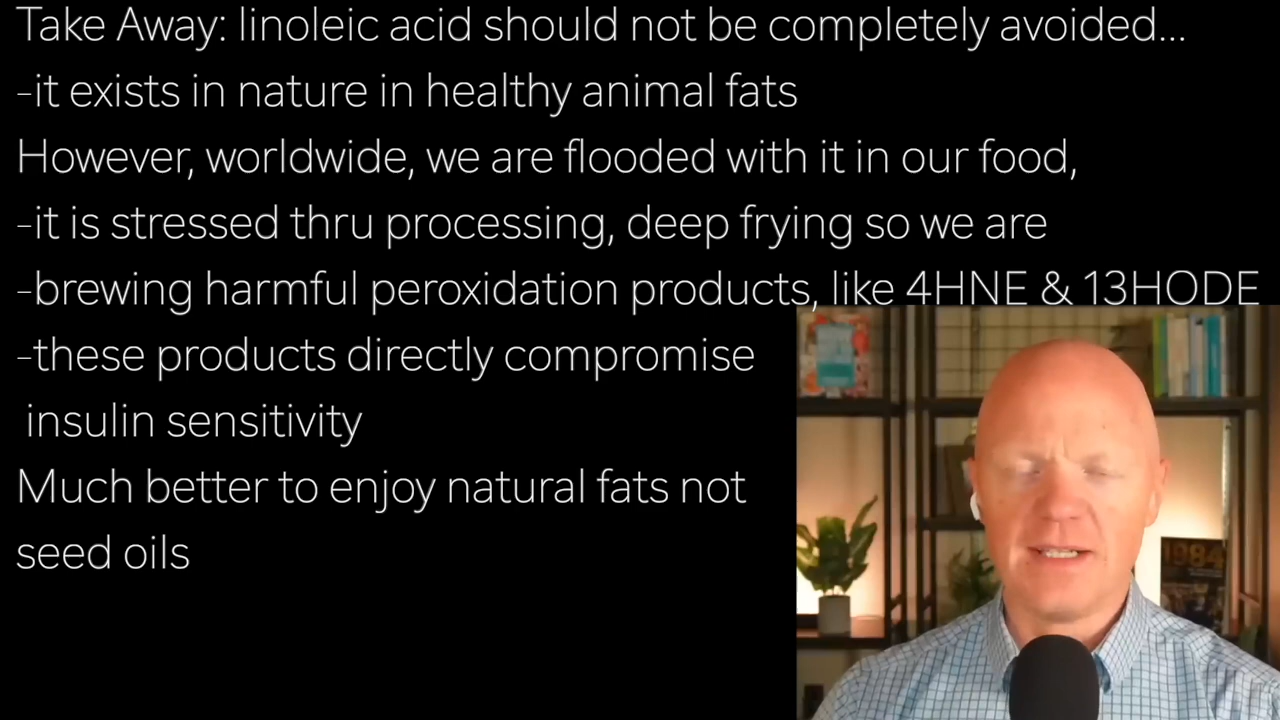 Take Away: linoleic acid should not be completely avoided...
-it exists in nature in healthy animal fats
However, worldwide, we are flooded with it in our food,
-it is stressed thru processing, deep frying so we are
-brewing harmful peroxidation products, like 4HNE & 13HODE
-these products directly compromise
insulin sensitivity
Much better to enjoy natural fats not
seed oils
1984